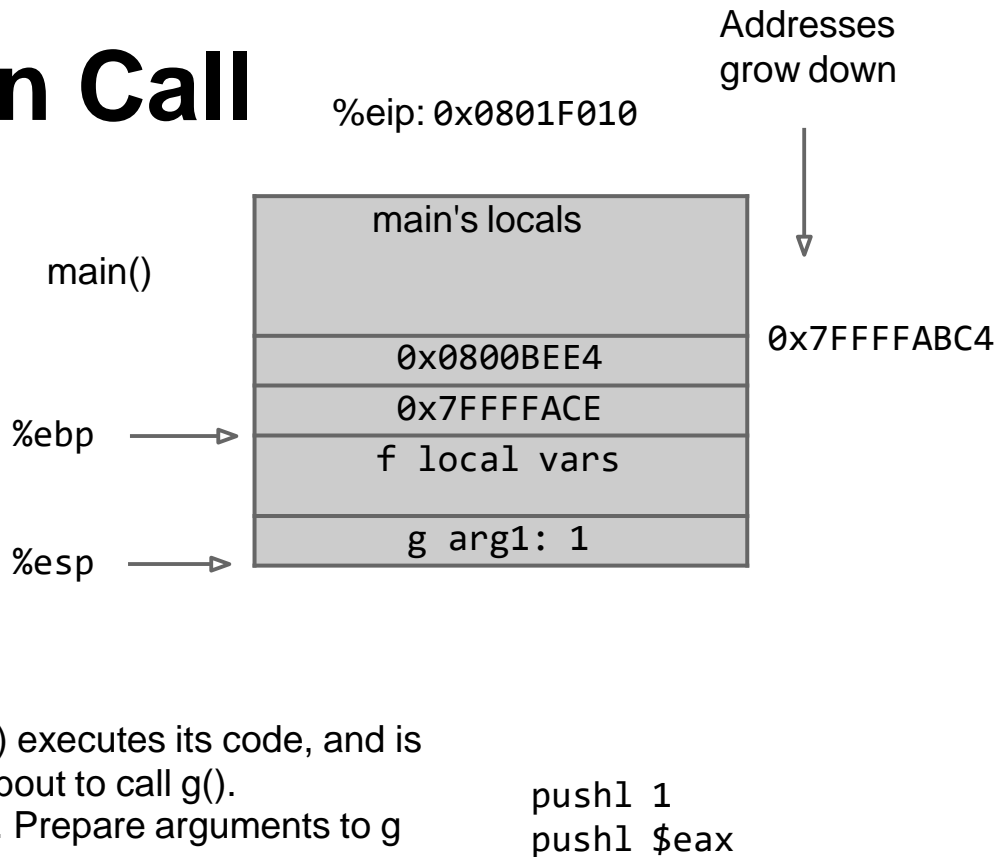 n Call
Addresses
grow down
%eip: 0x0801F010
main's locals
main()
0x7FFFFABC4
0x0800BEE4
0x7FFFFACE
%ebp
f local vars
g arg1: 1
%esp
) executes its code, and is
bout to call g().
. Prepare arguments to g
pushl 1
pushl $eax